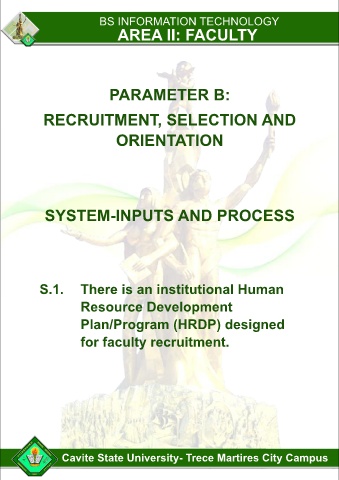 BS INFORMATION TECHNOLOGY
AREA II: FACULTY
PARAMETER B:
RECRUITMENT, SELECTION AND
ORIENTATION
SYSTEM-INPUTS AND PROCESS
S.1. There is an institutional Human
Resource Development
Plan/Program (HRDP) designed
for faculty recruitment.
Cavite State University- Trece Martires City Campus